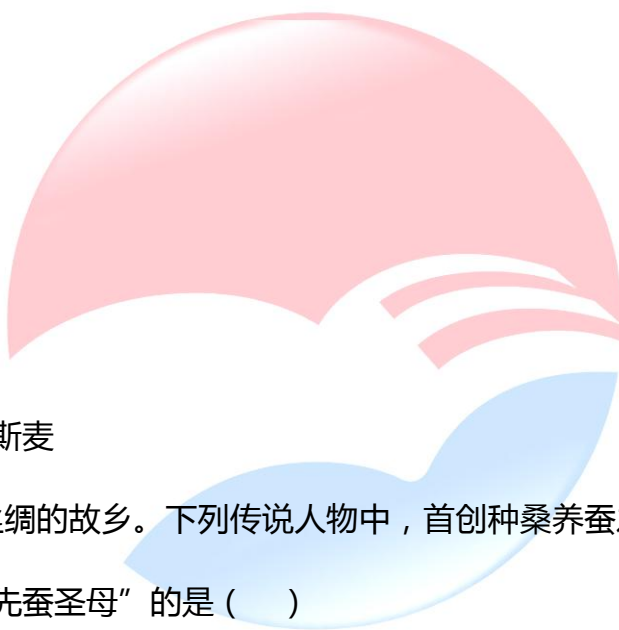 斯麦
丝绸的故乡。下列传说人物中，首创种桑养蚕
先蚕圣母”的是（ ）